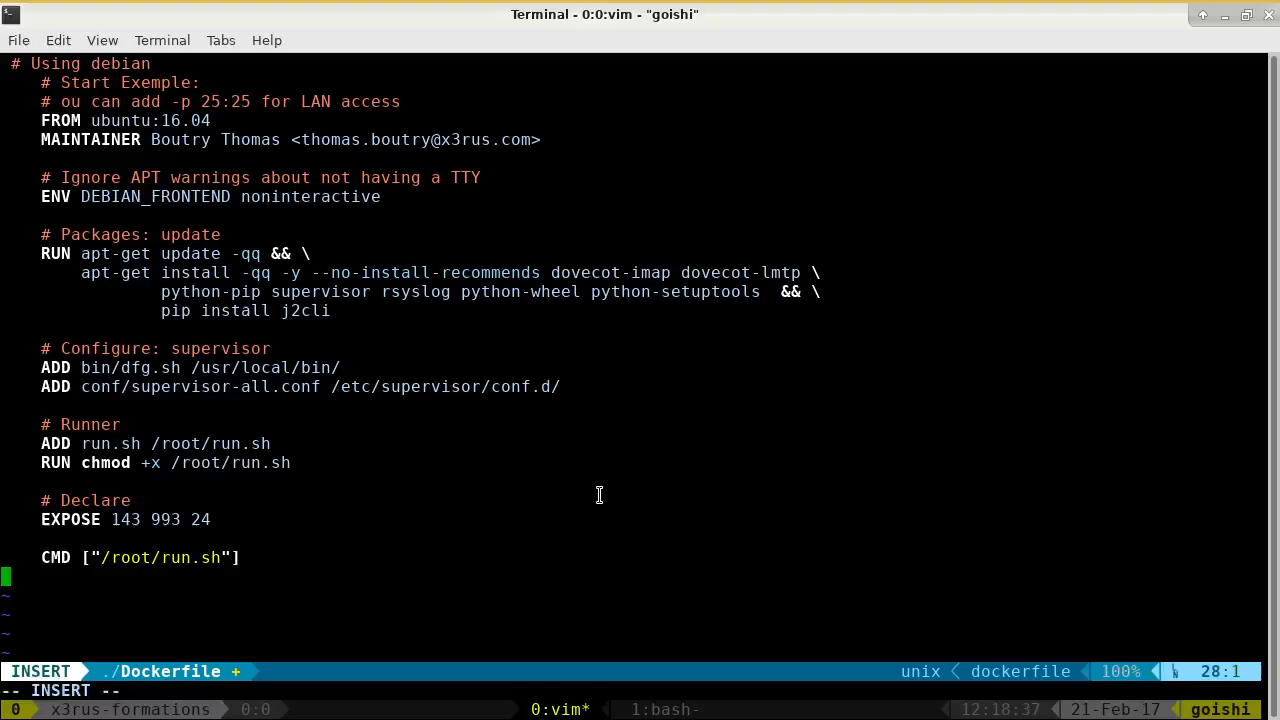 Terminal - 0:0:vim - "goishi"
File Edit View Terminal Tabs Help
# Using debian
# Start Exemple:
# ou can add -p 25:25 for LAN access
FROM ubuntu:16.04
MAINTAINER Boutry Thomas <thomas.boutry@x3rus.com>
# Ignore APT warnings about not having a TTY
ENV DEBIAN_FRONTEND noninteractive
# Packages: update
RUN apt-get update -qq && \
apt-get install -qq -y --no-install-recommends dovecot-imap dovecot-lmtp \
python-pip supervisor rsyslog python-wheel python-setuptools  && \
pip install j2cli
# Configure: supervisor
ADD bin/dfg.sh /usr/local/bin/
ADD conf/supervisor-all.conf /etc/supervisor/conf.d/
# Runner
ADD run.sh /root/run.sh
RUN chmod +x /root/run.sh
# Declare
EXPOSE 143 993 24
CMD ["/root/run.sh"]
~
~
~
~
INSERT ./Dockerfile + unix dockerfile 100% 28:1
-- INSERT --
0 x3rus-formations 0:0 0:vim* 1:bash- 12:18:37 21-Feb-17 goishi